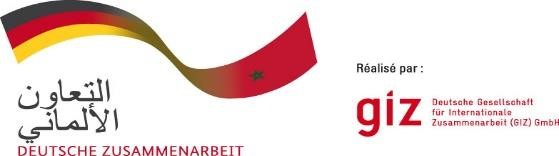 التعاون
الألماني
DEUTSCHE ZUSAMMENARBEIT
Réalisé par :
giz
Deutsche Gesellschaft
für Internationale
Zusammenarbeit (GIZ) GmbH